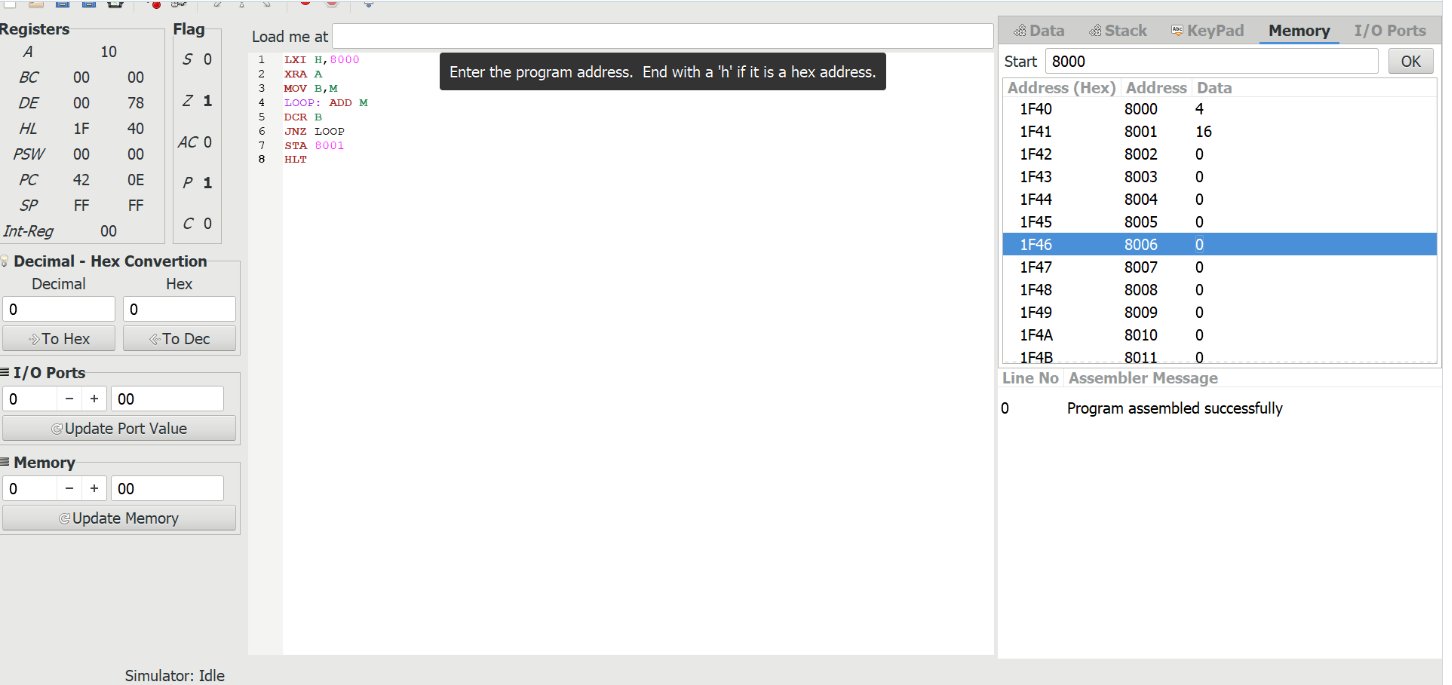 Registers
A 10
BC 00 00
DE 00 78
HL 1F 40
PSW 00 00
PC 42 0E
SP FF FF
Int-Reg 00
Flag
S 0
Z 1
AC 0
P 1
C 0
Decimal - Hex Convertion
Decimal Hex
0 0
To Hex To Dec
I/O Ports
0 - + 00
Update Port Value
Memory
0 - + 00
Update Memory
Simulator: Idle
Load me at
Enter the program address. End with a 'h' if it is a hex address.
1 LXI H,8000
2 XRA A
3 MOV B,M
4 LOOP: ADD M
5 DCR B
6 JNZ LOOP
7 STA 8001
8 HLT
Data Stack KeyPad Memory I/O Ports
Start 8000 OK
Address (Hex) Address Data
1F40 8000 4
1F41 8001 16
1F42 8002 0
1F43 8003 0
1F44 8004 0
1F45 8005 0
1F46 8006 0
1F47 8007 0
1F48 8008 0
1F49 8009 0
1F4A 8010 0
1F4B 8011 0
Line No Assembler Message
0 Program assembled successfully